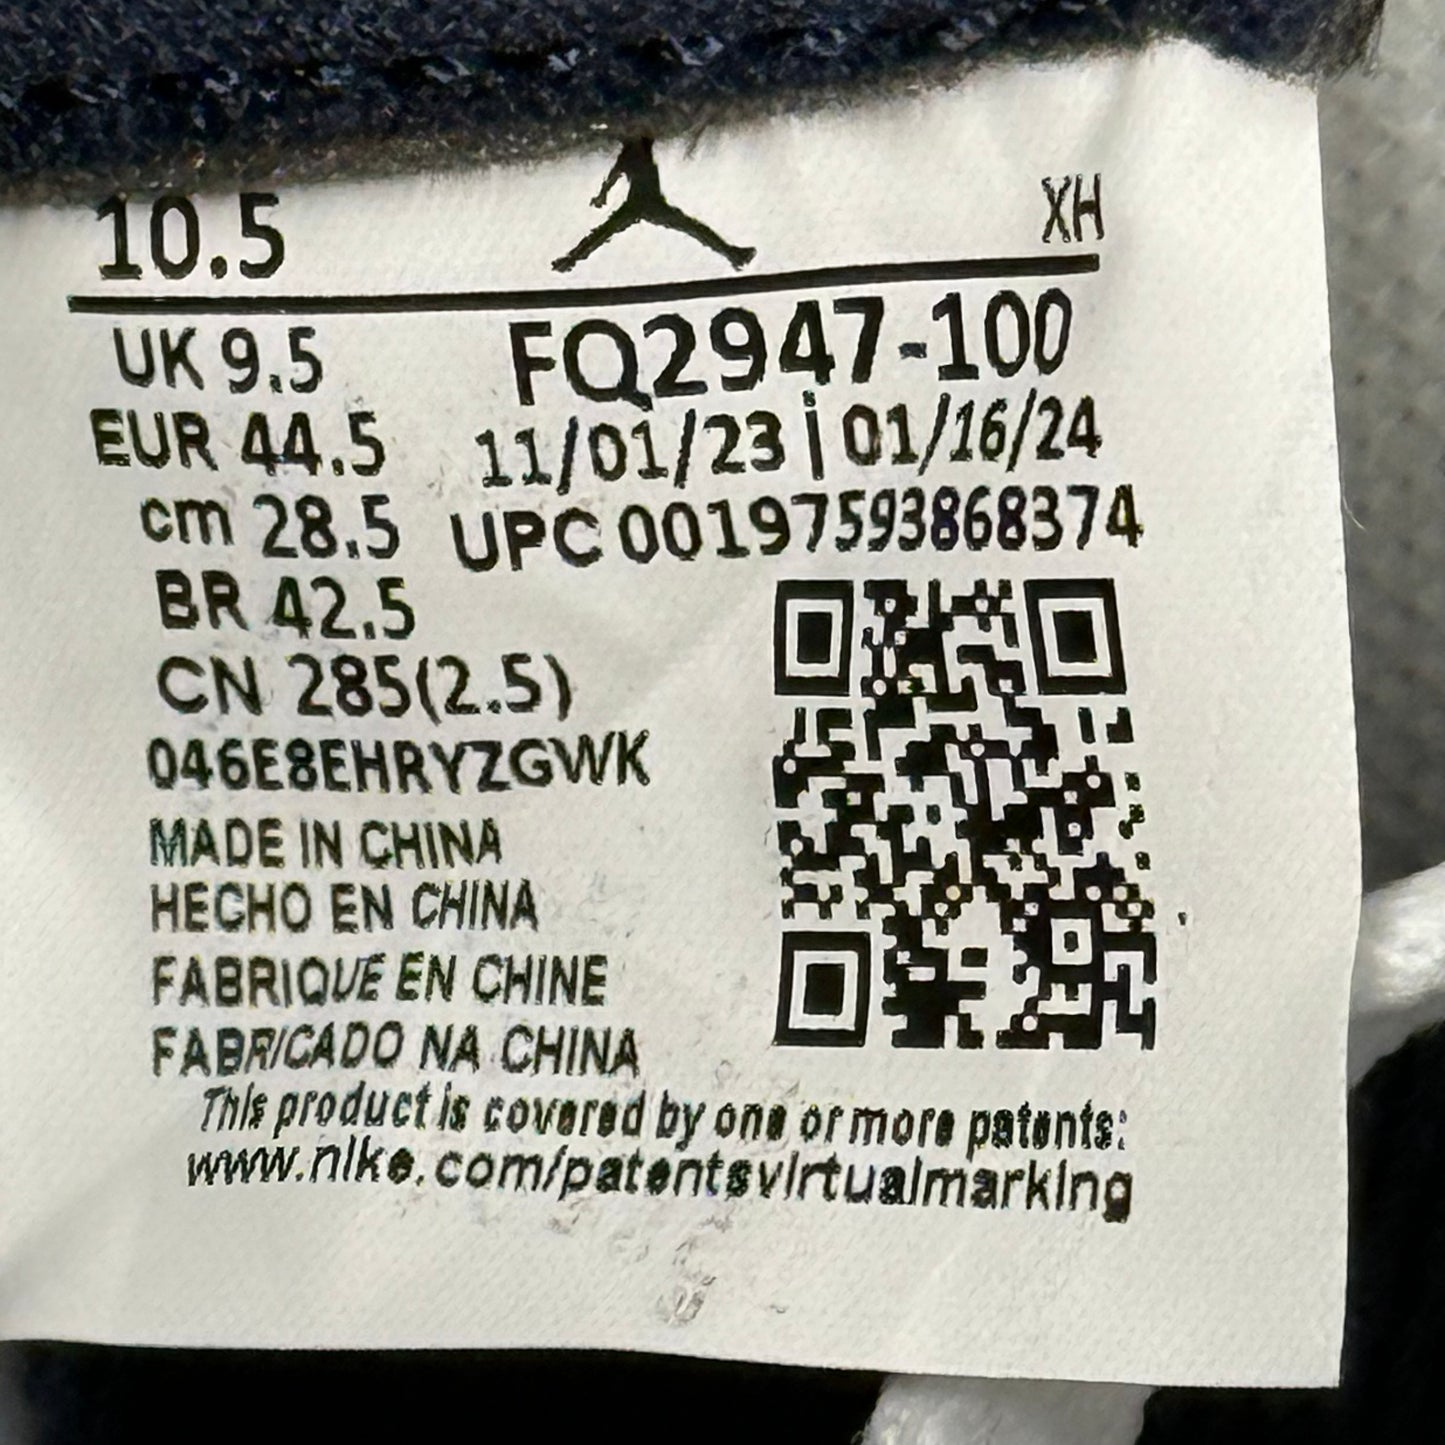 10.5 XH
UK 9.5 FQ2947-100
EUR 44.5 11/01/23 | 01/16/24
cm 28.5 UPC 00197593868374
BR 42.5
CN 285(2.5)
046E8EHRYZGWK
MADE IN CHINA
HECHO EN CHINA
FABRIQUE EN CHINE
FABRICADO NA CHINA
This product is covered by one or more patents:
www.nike.com/patentsvirtualmarking